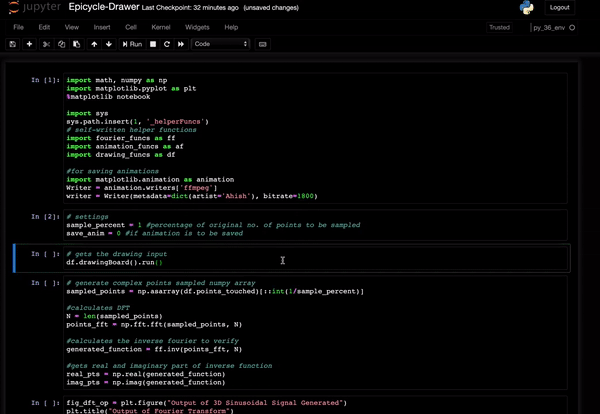 jupyter Epicycle-Drawer Last Checkpoint: 32 minutes ago (unsaved changes) Logout
File Edit View Insert Cell Kernel Widgets Help Trusted py_36_env
Run Code
In [1]: import math, numpy as np
import matplotlib.pyplot as plt
%matplotlib notebook
import sys
sys.path.insert(1, '_helperFuncs')
# self-written helper functions
import fourier_funcs as ff
import animation_funcs as af
import drawing_funcs as df
#for saving animations
import matplotlib.animation as animation
Writer = animation.writers['ffmpeg']
writer = Writer(metadata=dict(artist='Ahish'), bitrate=1800)
In [2]: # settings
sample_percent = 1 #percentage of original no. of points to be sampled
save_anim = 0 #if animation is to be saved
In [ ]: # gets the drawing input
df.drawingBoard().run()
In [ ]: # generate complex points sampled numpy array
sampled_points = np.asarray(df.points_touched)[::int(1/sample_percent)]
#calculates DFT
N = len(sampled_points)
points_fft = np.fft.fft(sampled_points, N)
#calculates the inverse fourier to verify
generated_function = ff.inv(points_fft, N)
#gets real and imaginary part of inverse function
real_pts = np.real(generated_function)
imag_pts = np.imag(generated_function)
In [ ]: fig_dft_op = plt.figure("Output of 3D Sinusoidal Signal Generated")
plt.title("Output of Fourier Transform")